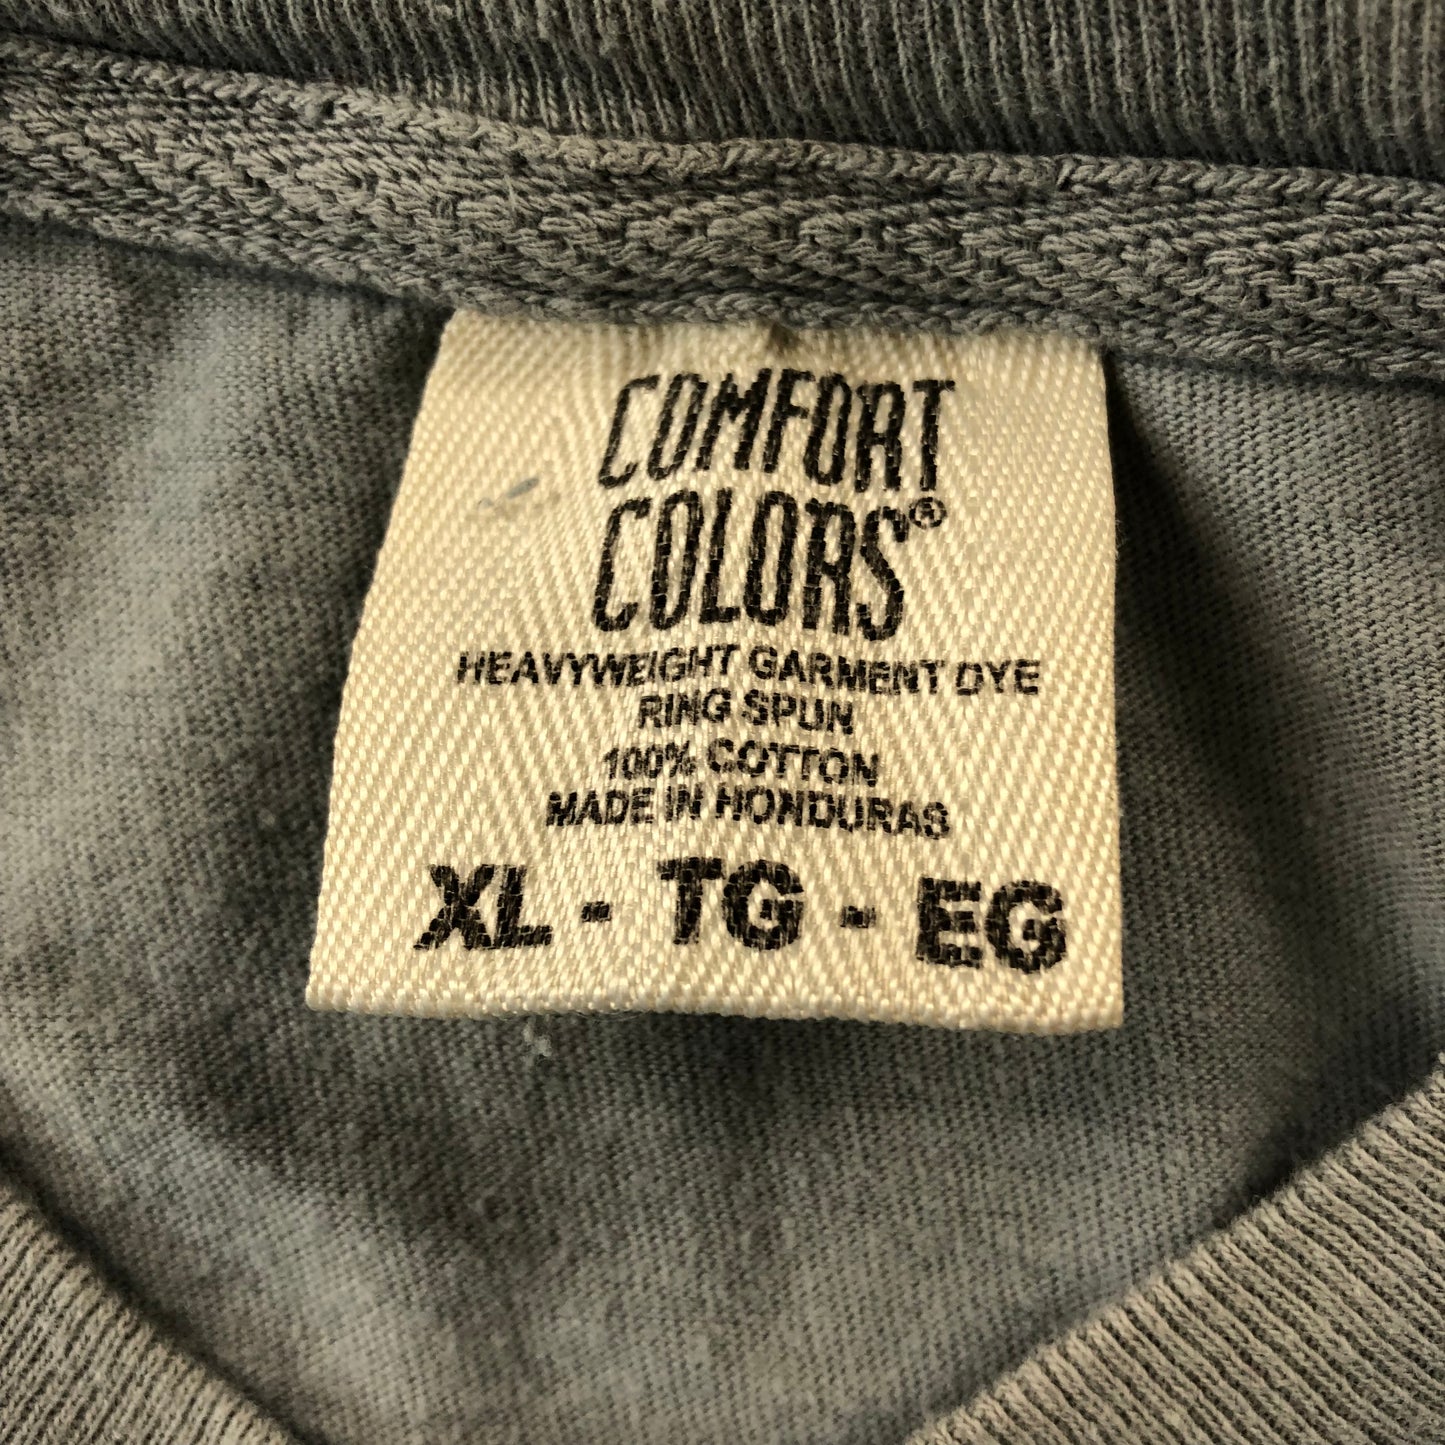 COMFORT
COLORS®
HEAVYWEIGHT GARMENT DYE
RING SPUN
100% COTTON
MADE IN HONDURAS
XL - TG - EG